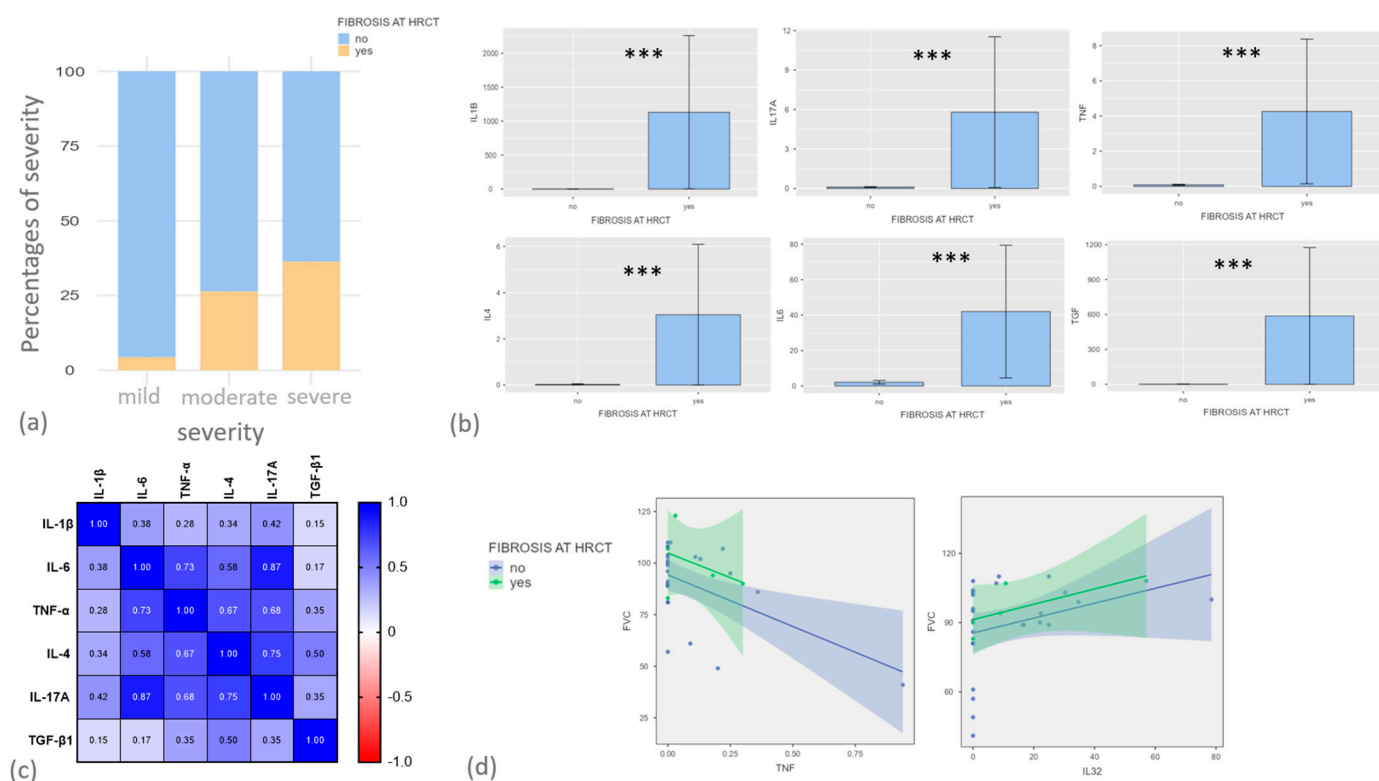 FIBROSIS AT HRCT
no
yes
Percentages of severity
100
75
50
25
0
mild moderate severe
severity
(a)
IL1B
2000
1500
1000
500
0
***
no yes
FIBROSIS AT HRCT
IL17A
12
9
6
3
0
***
no yes
FIBROSIS AT HRCT
TNF
8
6
4
2
0
***
no yes
FIBROSIS AT HRCT
IL4
6
4
2
0
***
no yes
FIBROSIS AT HRCT
IL6
80
60
40
20
0
***
no yes
FIBROSIS AT HRCT
TGF
1200
900
600
300
0
***
no yes
FIBROSIS AT HRCT
(b)
IL-1β IL-6 TNF-α IL-4 IL-17A TGF-β1
IL-1β 1.00 0.38 0.28 0.34 0.42 0.15
IL-6 0.38 1.00 0.73 0.58 0.87 0.17
TNF-α 0.28 0.73 1.00 0.67 0.68 0.35
IL-4 0.34 0.58 0.67 1.00 0.75 0.50
IL-17A 0.42 0.87 0.68 0.75 1.00 0.35
TGF-β1 0.15 0.17 0.35 0.50 0.35 1.00
1.0
0.5
0
-0.5
-1.0
(c)
FIBROSIS AT HRCT
no
yes
FVC
125
100
75
50
25
0.00 0.25 0.50 0.75
TNF
FVC
120
90
60
0 20 40 60 80
IL32
(d)